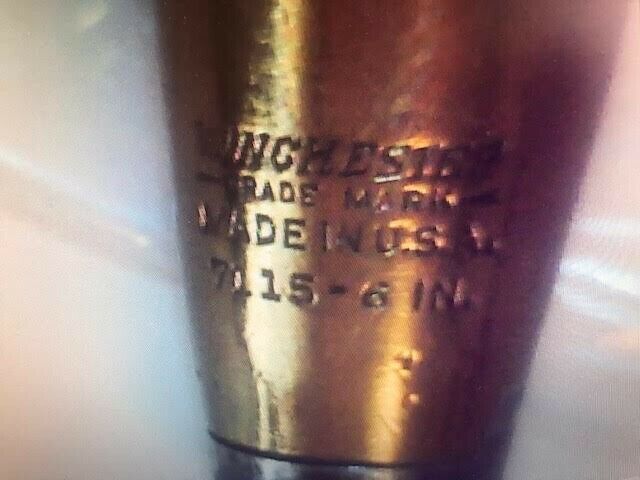 WINCHESTER
TRADE MARK
MADE IN U.S.A.
7115-6 IN.